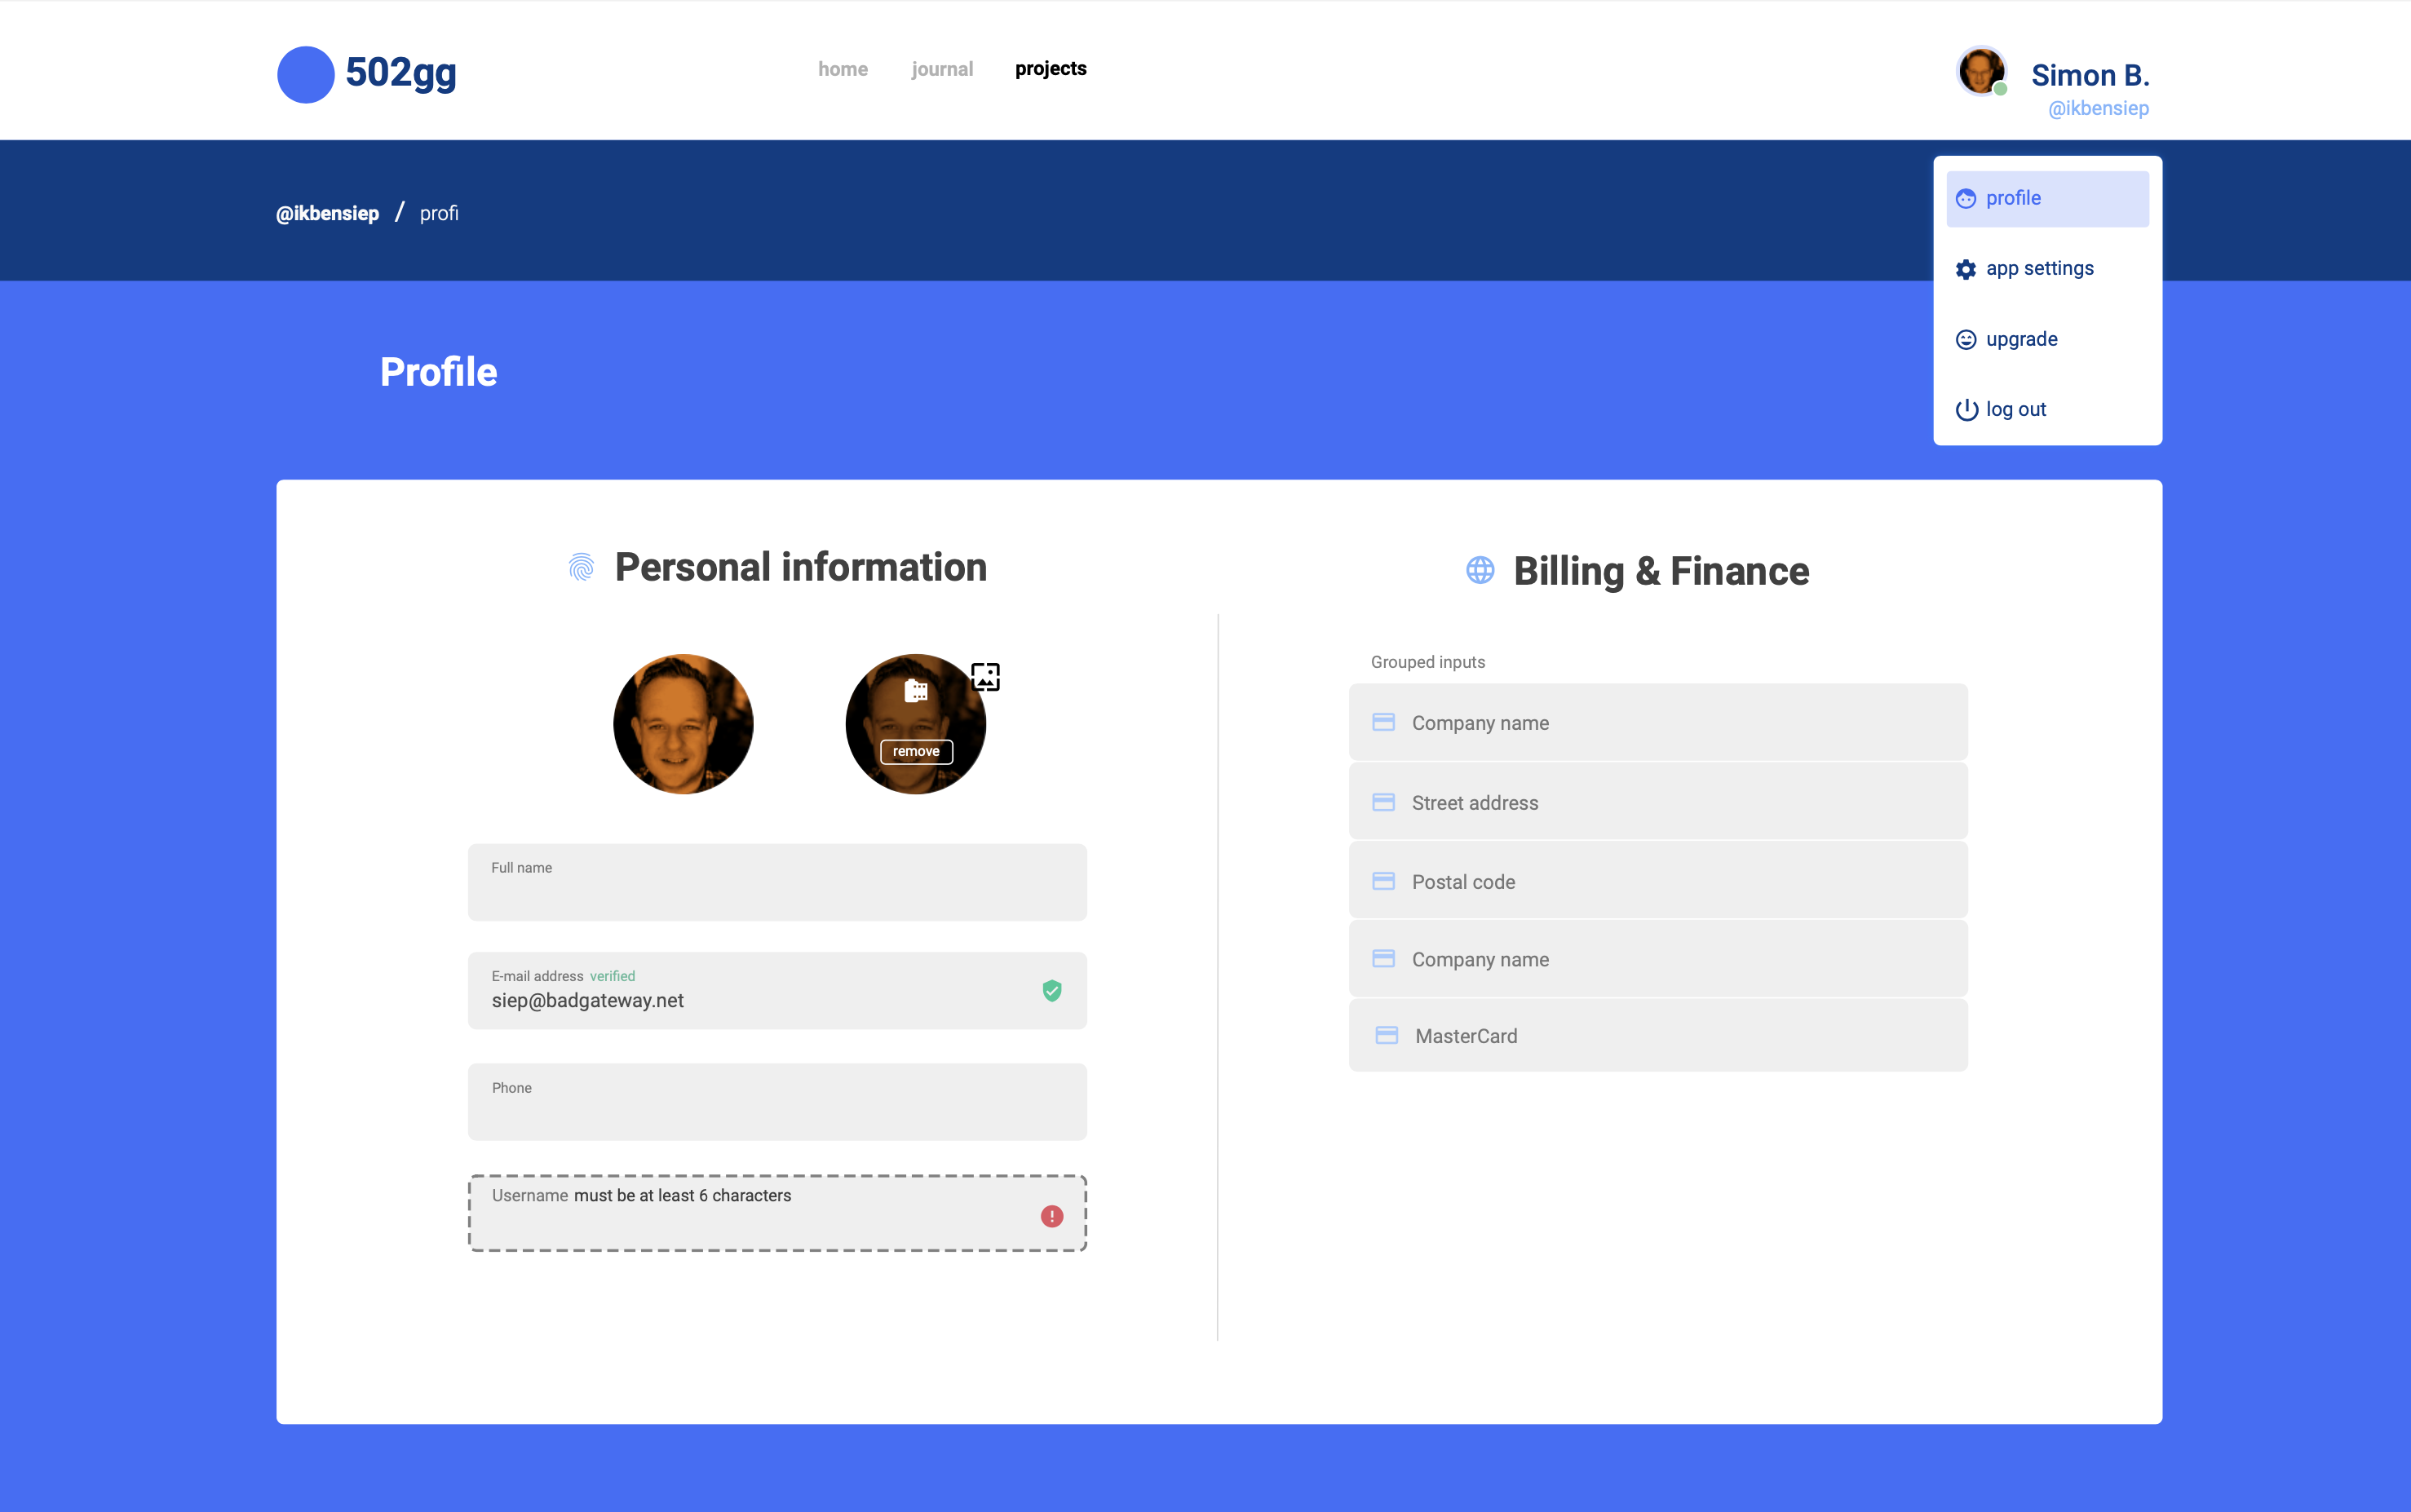 502gg
home journal projects
Simon B.
@ikbensiep
@ikbensiep / profi
profile
app settings
upgrade
log out
Profile
Personal information
remove
Full name
E-mail address verified
siep@badgateway.net
Phone
Username must be at least 6 characters
Billing & Finance
Grouped inputs
Company name
Street address
Postal code
Company name
MasterCard